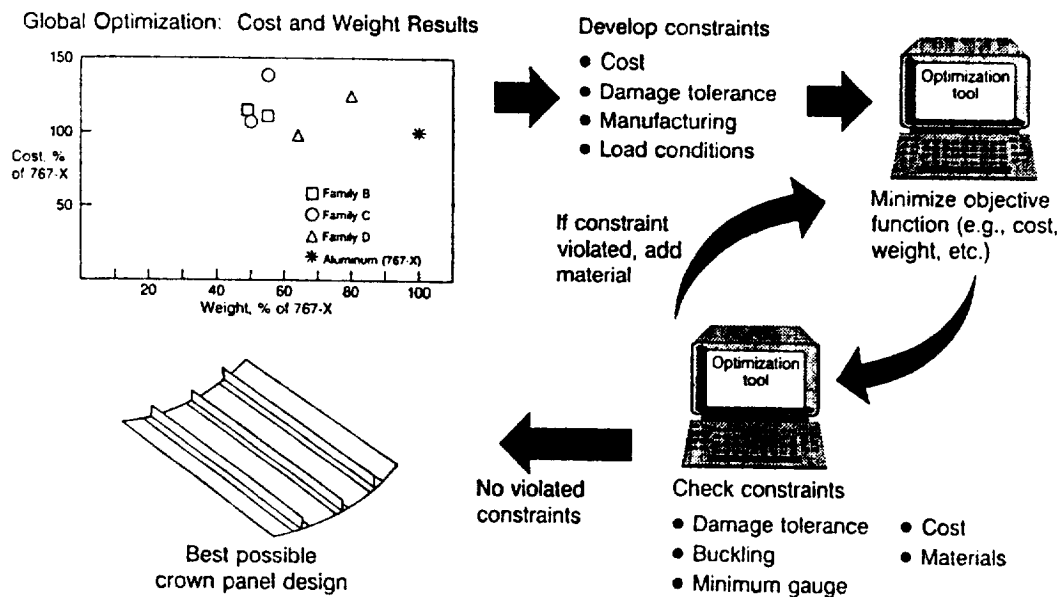 Global Optimization: Cost and Weight Results
150
100
50
Cost, %
of 767-X
□ Family B
○ Family C
△ Family D
✳ Aluminum (767-X)
20 40 60 80 100
Weight, % of 767-X
Develop constraints
● Cost
● Damage tolerance
● Manufacturing
● Load conditions
Optimization
tool
Minimize objective
function (e.g., cost,
weight, etc.)
If constraint
violated, add
material
Optimization
tool
Check constraints
● Damage tolerance
● Buckling
● Minimum gauge
● Cost
● Materials
No violated
constraints
Best possible
crown panel design